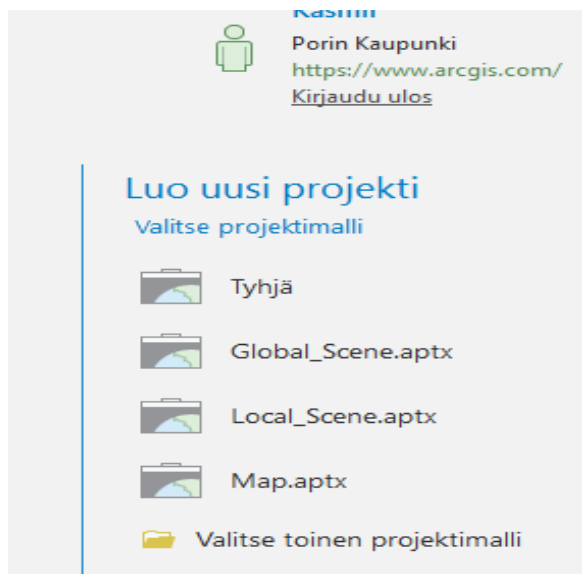 Porin Kaupunki
https://www.arcgis.com/
Kirjaudu ulos
Luo uusi projekti
Valitse projektimalli
Tyhjä
Global_Scene.aptx
Local_Scene.aptx
Map.aptx
Valitse toinen projektimalli